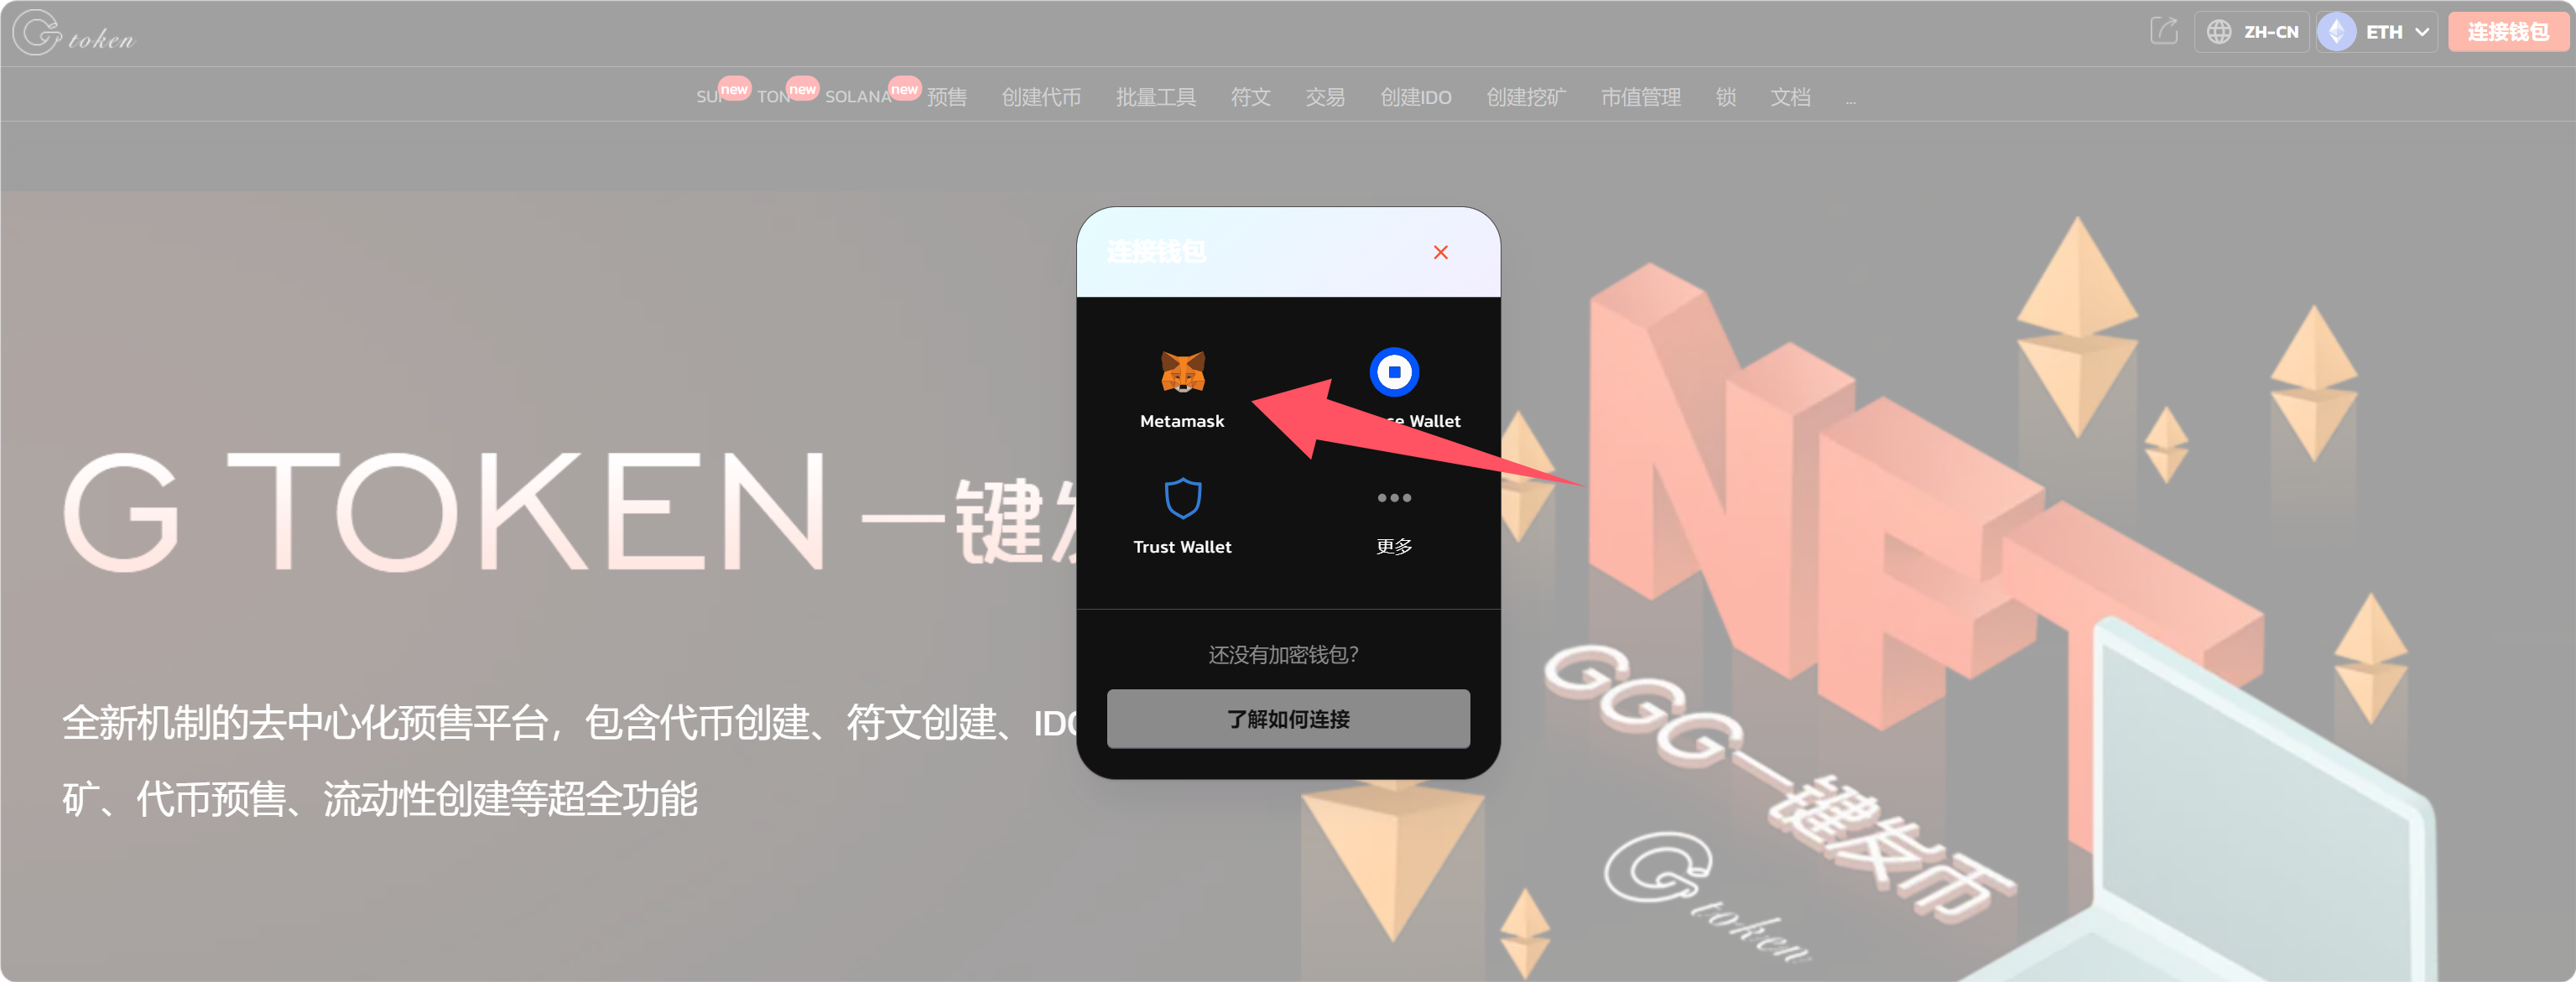 G token
ZH-CN
ETH
连接钱包
SU
new
TON
new
SOLANA
new
预售
创建代币
批量工具
符文
交易
创建IDO
创建挖矿
市值管理
锁
文档
...
连接钱包
Metamask
Wallet
Trust Wallet
更多
还没有加密钱包?
了解如何连接
G TOKEN 一键
全新机制的去中心化预售平台，包含代币创建、符文创建、
矿、代币预售、流动性创建等超全功能
NFT
GGG一键发币
G token